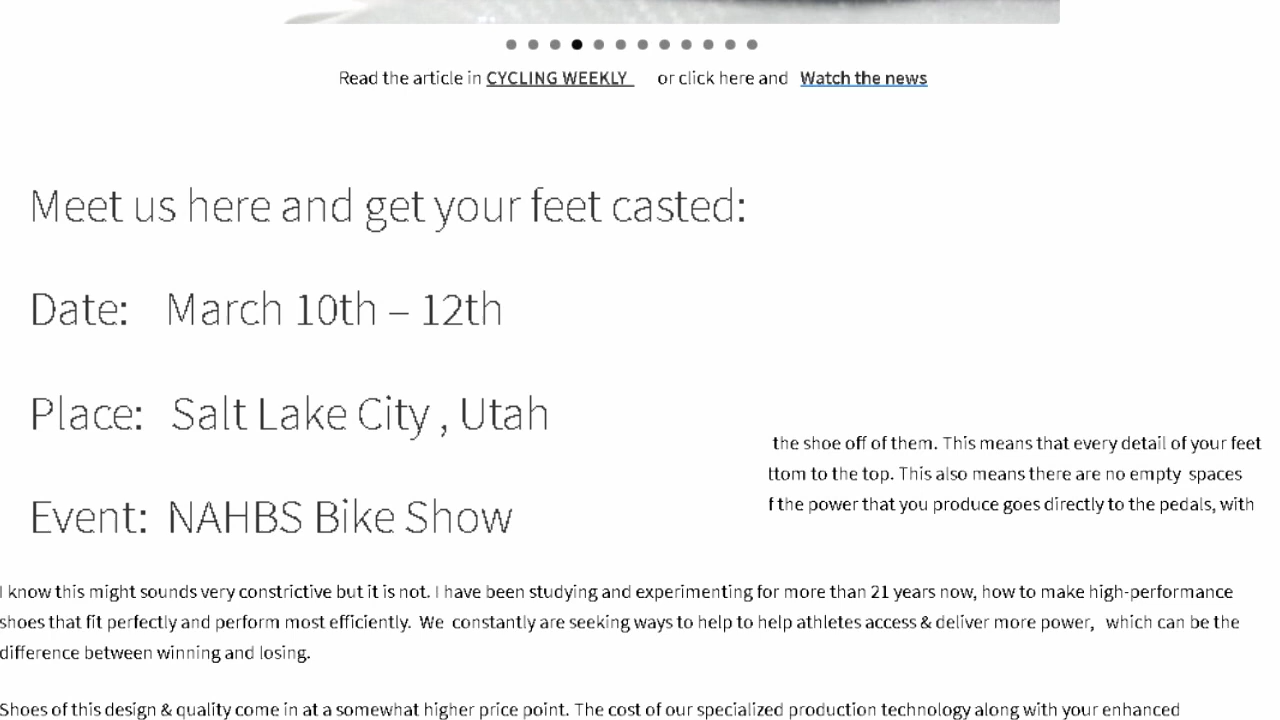 Read the article in CYCLING WEEKLY or click here and Watch the news
Meet us here and get your feet casted:
Date: March 10th – 12th
Place: Salt Lake City , Utah
the shoe off of them. This means that every detail of your feet
ttom to the top. This also means there are no empty spaces
f the power that you produce goes directly to the pedals, with
Event: NAHBS Bike Show
I know this might sounds very constrictive but it is not. I have been studying and experimenting for more than 21 years now, how to make high-performance
shoes that fit perfectly and perform most efficiently. We constantly are seeking ways to help to help athletes access & deliver more power, which can be the
difference between winning and losing.
Shoes of this design & quality come in at a somewhat higher price point. The cost of our specialized production technology along with your enhanced